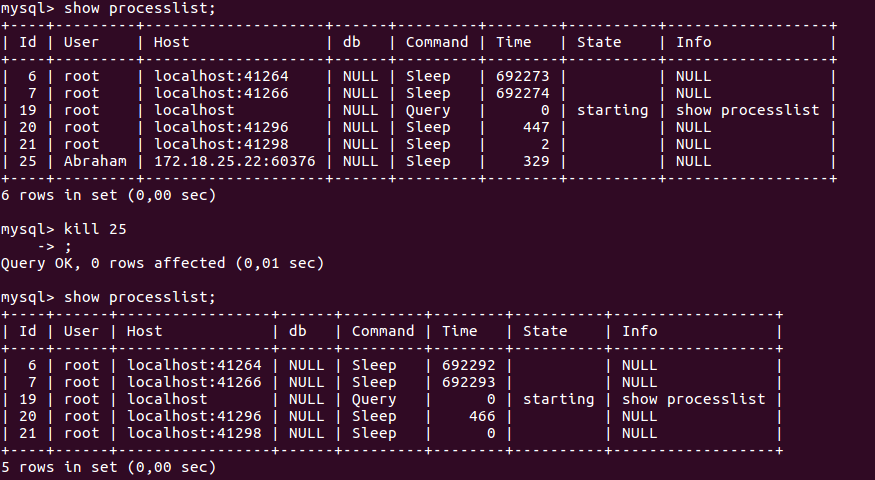 mysql> show processlist;
+----+---------+--------------------+------+---------+--------+----------+------------------+
| Id | User    | Host               | db   | Command | Time   | State    | Info             |
+----+---------+--------------------+------+---------+--------+----------+------------------+
|  6 | root    | localhost:41264    | NULL | Sleep   | 692273 |          | NULL             |
|  7 | root    | localhost:41266    | NULL | Sleep   | 692274 |          | NULL             |
| 19 | root    | localhost          | NULL | Query   |      0 | starting | show processlist |
| 20 | root    | localhost:41296    | NULL | Sleep   |    447 |          | NULL             |
| 21 | root    | localhost:41298    | NULL | Sleep   |      2 |          | NULL             |
| 25 | Abraham | 172.18.25.22:60376 | NULL | Sleep   |    329 |          | NULL             |
+----+---------+--------------------+------+---------+--------+----------+------------------+
6 rows in set (0,00 sec)
mysql> kill 25
    -> ;
Query OK, 0 rows affected (0,01 sec)
mysql> show processlist;
+----+------+-----------------+------+---------+--------+----------+------------------+
| Id | User | Host            | db   | Command | Time   | State    | Info             |
+----+------+-----------------+------+---------+--------+----------+------------------+
|  6 | root | localhost:41264 | NULL | Sleep   | 692292 |          | NULL             |
|  7 | root | localhost:41266 | NULL | Sleep   | 692293 |          | NULL             |
| 19 | root | localhost       | NULL | Query   |      0 | starting | show processlist |
| 20 | root | localhost:41296 | NULL | Sleep   |    466 |          | NULL             |
| 21 | root | localhost:41298 | NULL | Sleep   |      0 |          | NULL             |
+----+------+-----------------+------+---------+--------+----------+------------------+
5 rows in set (0,00 sec)